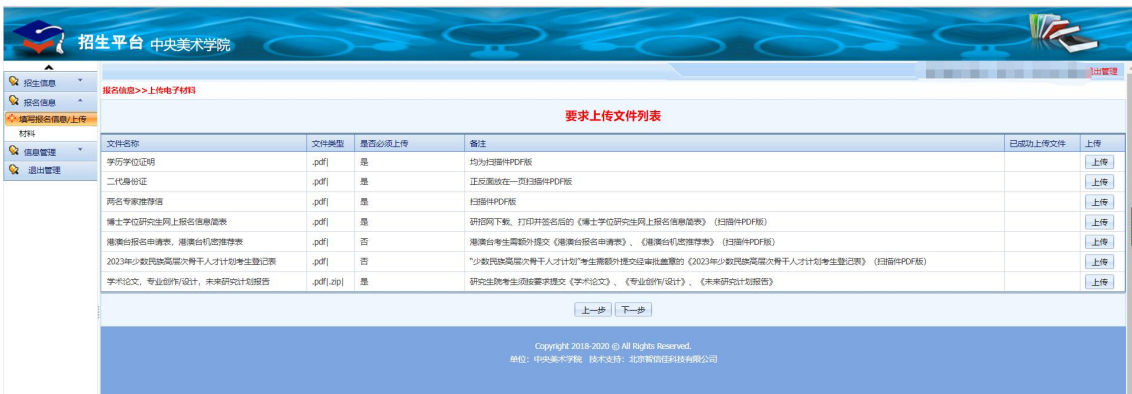 招生平台 中央美术学院
出管理
招生信息
报名信息
填写报名信息/上传
材料
信息管理
退出管理
报名信息>>上传电子材料
要求上传文件列表
文件名称 文件类型 是否必须上传 备注 已成功上传文件 上传
学历学位证明 .pdf| 是 均为扫描件PDF版 上传
二代身份证 .pdf| 是 正反面放在一页扫描件PDF版 上传
两名专家推荐信 .pdf| 是 扫描件PDF版 上传
博士学位研究生网上报名信息简表 .pdf| 是 研招网下载、打印并签名后的《博士学位研究生网上报名信息简表》（扫描件PDF版） 上传
港澳台报名申请表，港澳台机密推荐表 .pdf| 否 港澳台考生需额外提交《港澳台报名申请表》、《港澳台机密推荐表》（扫描件PDF版） 上传
2023年少数民族高层次骨干人才计划考生登记表 .pdf| 否 "少数民族高层次骨干人才计划"考生需额外提交经审批盖章的《2023年少数民族高层次骨干人才计划考生登记表》（扫描件PDF版） 上传
学术论文，专业创作/设计，未来研究计划报告 .pdf|.zip| 是 研究生院考生须按要求提交《学术论文》、《专业创作/设计》、《未来研究计划报告》 上传
上一步 下一步
Copyright 2018-2020 © All Rights Reserved.
单位：中央美术学院 技术支持：北京智信佳科技有限公司